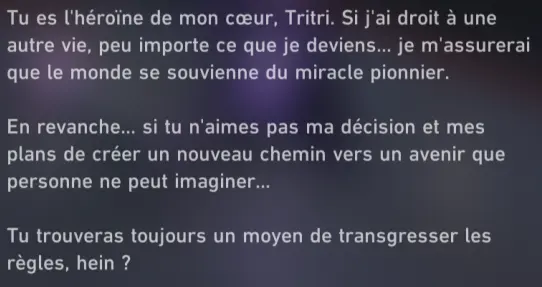 Tu es l'héroïne de mon cœur, Tritri. Si j'ai droit à une
autre vie, peu importe ce que je deviens... je m'assurerai
que le monde se souvienne du miracle pionnier.
En revanche... si tu n'aimes pas ma décision et mes
plans de créer un nouveau chemin vers un avenir que
personne ne peut imaginer...
Tu trouveras toujours un moyen de transgresser les
règles, hein ?